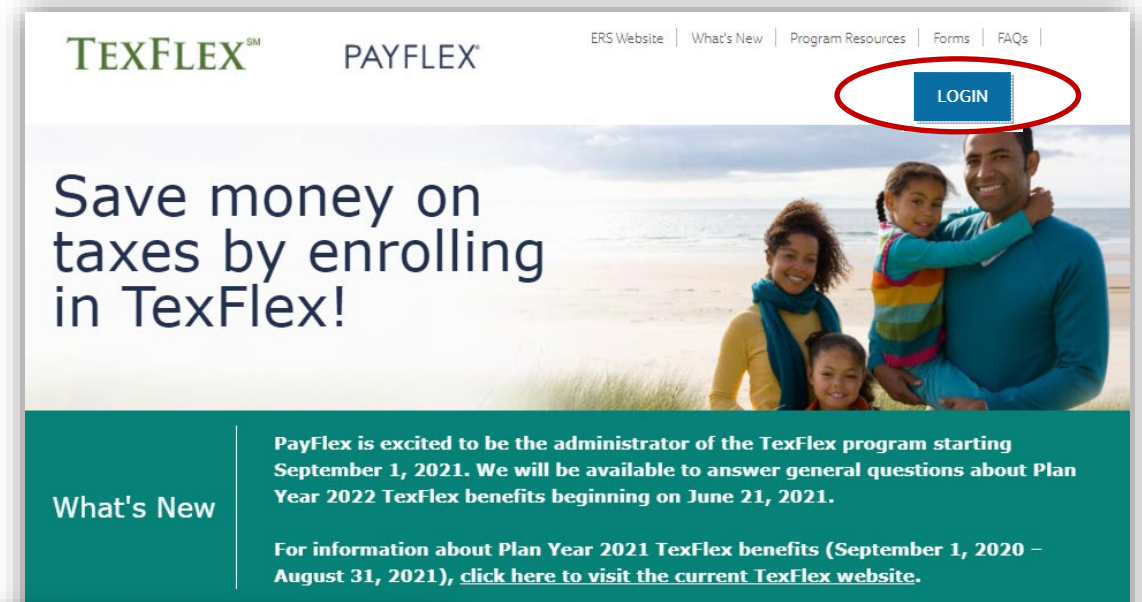 TEXFLEX℠ PAYFLEX®
ERS Website | What's New | Program Resources | Forms | FAQs |
LOGIN
Save money on
taxes by enrolling
in TexFlex!
What's New
PayFlex is excited to be the administrator of the TexFlex program starting
September 1, 2021. We will be available to answer general questions about Plan
Year 2022 TexFlex benefits beginning on June 21, 2021.
For information about Plan Year 2021 TexFlex benefits (September 1, 2020 –
August 31, 2021), click here to visit the current TexFlex website.